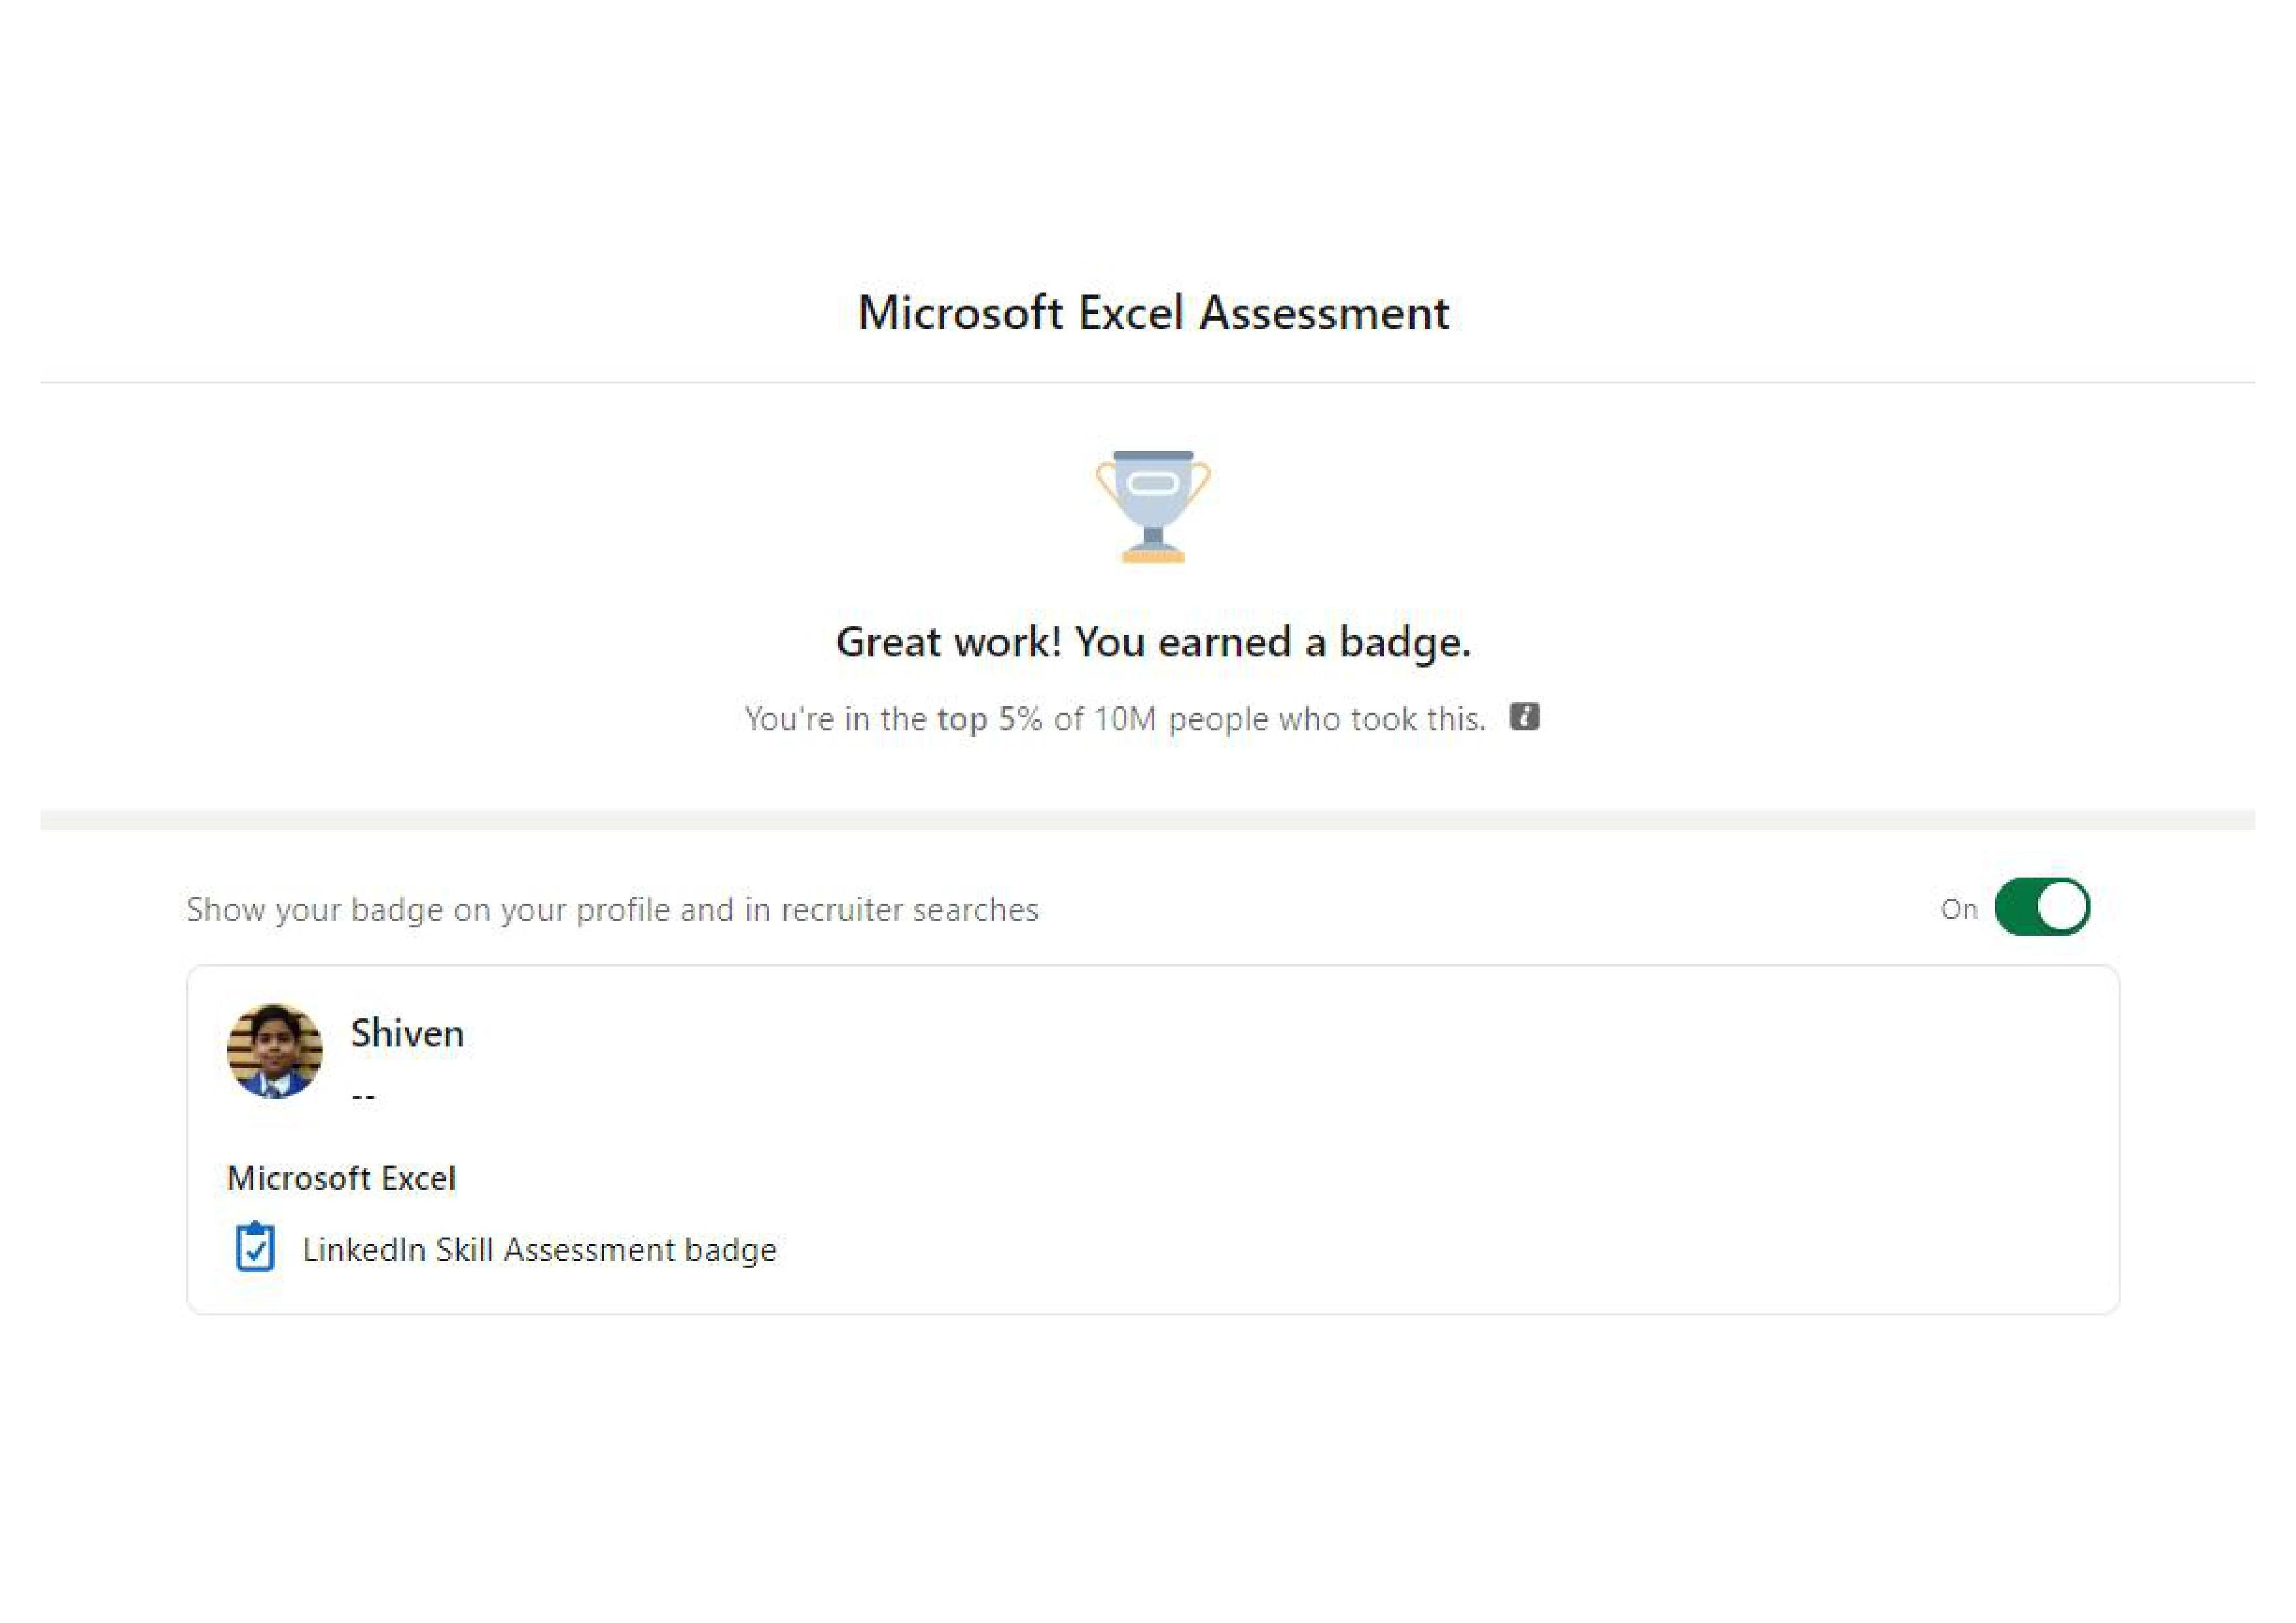 Microsoft Excel Assessment
Great work! You earned a badge.
You're in the top 5% of 10M people who took this.
Show your badge on your profile and in recruiter searches
On
Shiven
--
Microsoft Excel
LinkedIn Skill Assessment badge